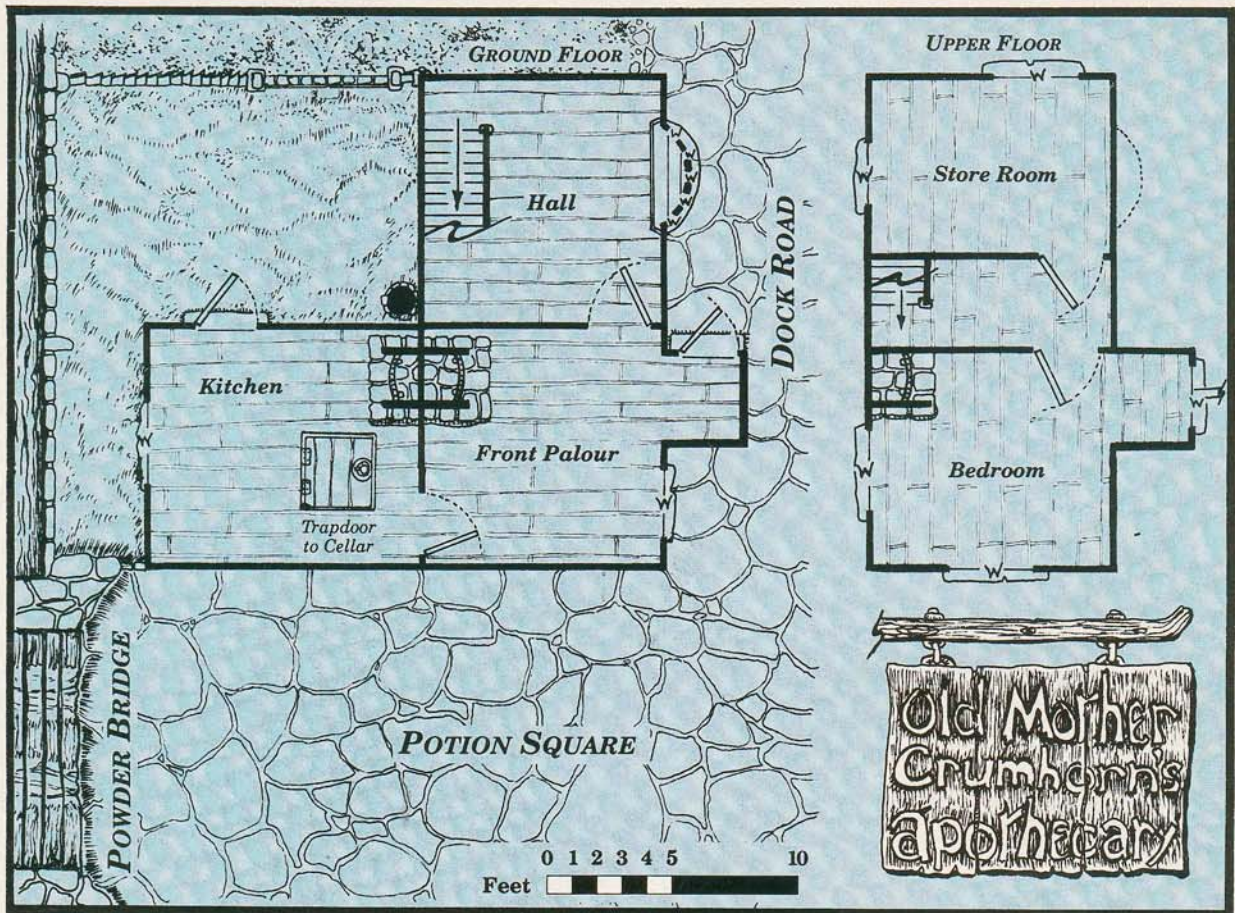 GROUND FLOOR
UPPER FLOOR
W
W
Hall
Store Room
W
DOCK ROAD
Kitchen
W
Front Palour
W
Trapdoor
to Cellar
Bedroom
W
W
W
POWDER BRIDGE
POTION SQUARE
Old Mother
Crumhorn's
apothecary
0 1 2 3 4 5 10
Feet